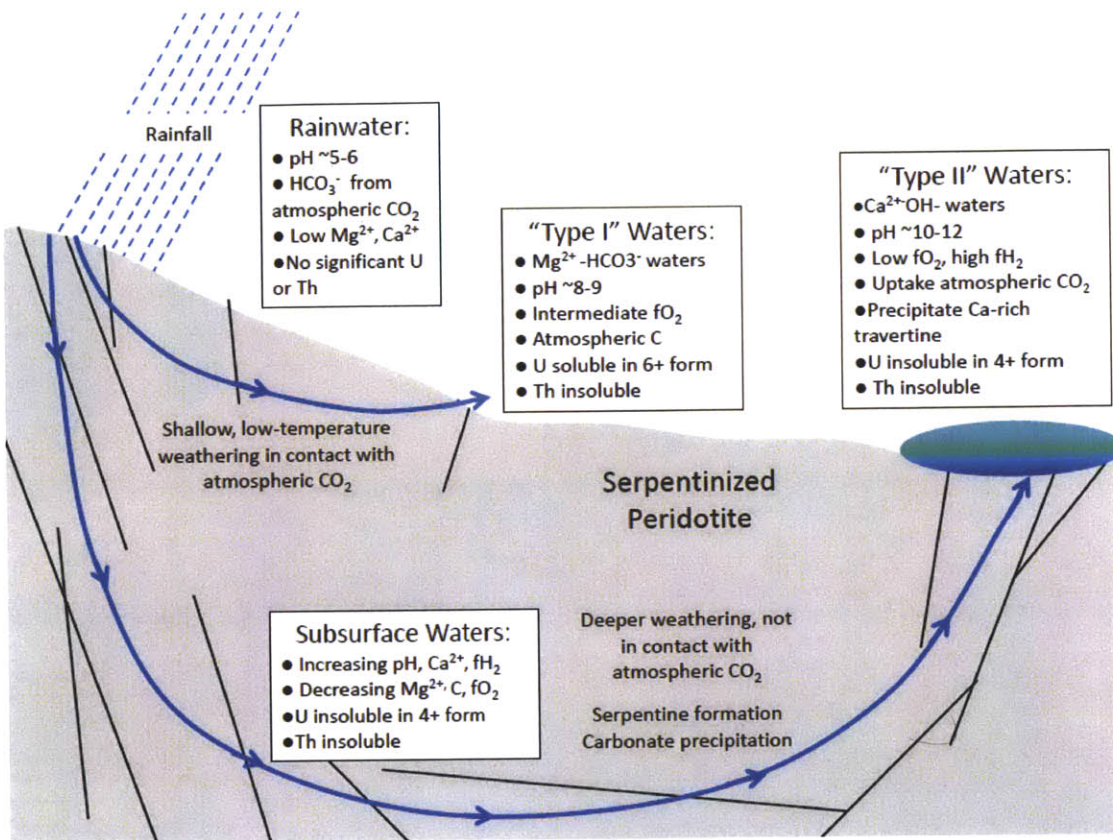 Rainfall
Rainwater:
● pH ~5-6
● HCO₃⁻ from
atmospheric CO₂
● Low Mg²⁺, Ca²⁺
●No significant U
or Th
"Type I" Waters:
● Mg²⁺ -HCO3⁻ waters
● pH ~8-9
● Intermediate fO₂
● Atmospheric C
● U soluble in 6+ form
● Th insoluble
"Type II" Waters:
●Ca²⁺-OH- waters
● pH ~10-12
● Low fO₂, high fH₂
● Uptake atmospheric CO₂
●Precipitate Ca-rich
travertine
● U insoluble in 4+ form
● Th insoluble
Shallow, low-temperature
weathering in contact with
atmospheric CO₂
Serpentinized
Peridotite
Subsurface Waters:
● Increasing pH, Ca²⁺, fH₂
● Decreasing Mg²⁺, C, fO₂
●U insoluble in 4+ form
●Th insoluble
Deeper weathering, not
in contact with
atmospheric CO₂
Serpentine formation
Carbonate precipitation